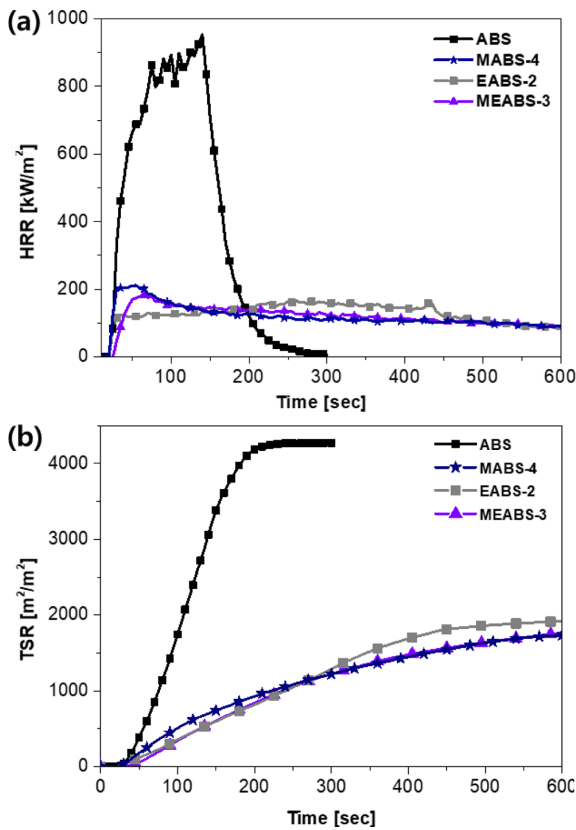 (a)
1000
800
600
400
200
0
HRR [kW/m²]
ABS
MABS-4
EABS-2
MEABS-3
100 200 300 400 500 600
Time [sec]
(b)
4000
3000
2000
1000
0
TSR [m²/m²]
ABS
MABS-4
EABS-2
MEABS-3
0 100 200 300 400 500 600
Time [sec]